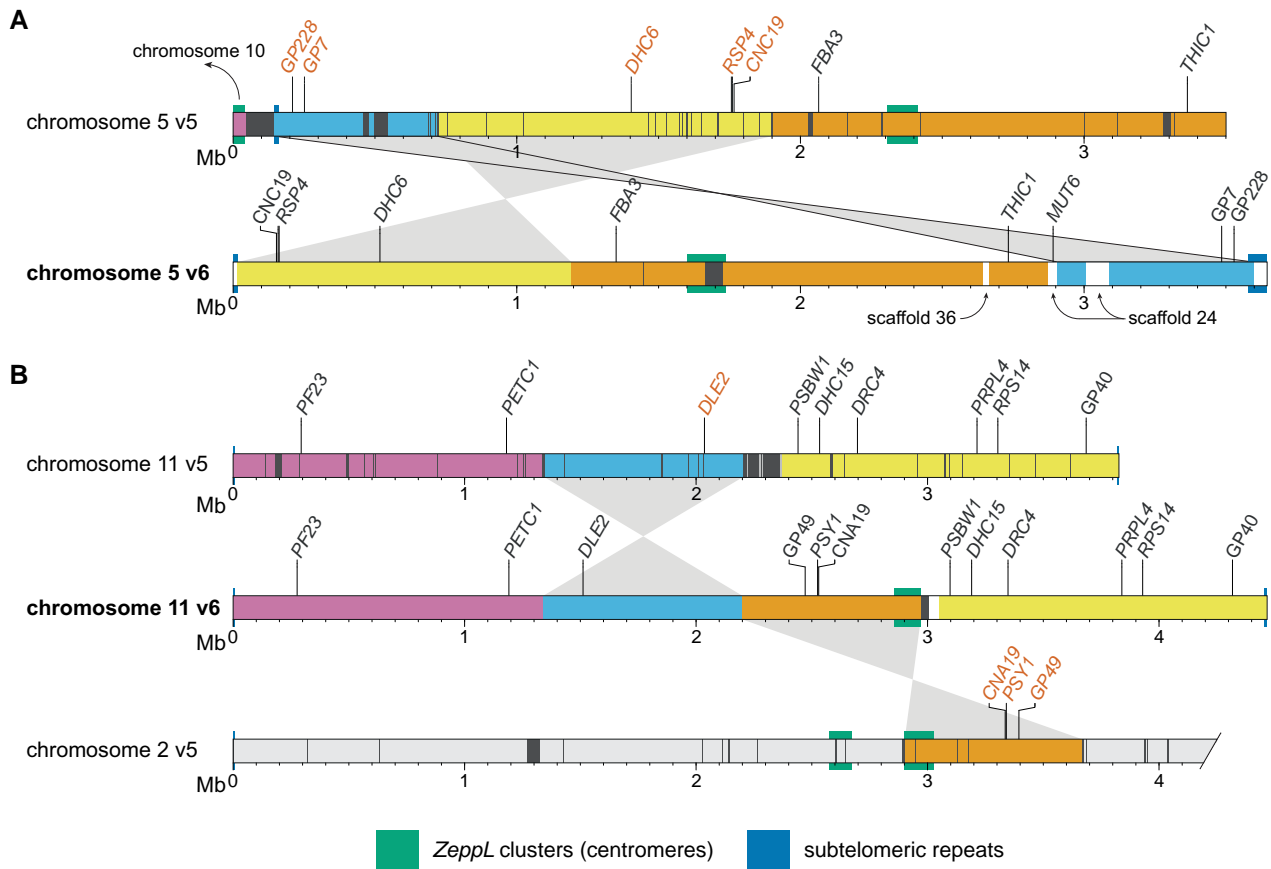 A
chromosome 10
GP228
GP7
DHC6
RSP4
CNC19
FBA3
THIC1
chromosome 5 v5
Mb
0 1 2 3
CNC19
RSP4
DHC6
FBA3
THIC1
MUT6
GP7
GP228
chromosome 5 v6
Mb
0 1 2 3
scaffold 36
scaffold 24
B
PF23
PETC1
DLE2
PSBW1
DHC15
DRC4
PRPL4
RPS14
GP40
chromosome 11 v5
Mb
0 1 2 3
PF23
PETC1
DLE2
GP49
PSY1
CNA19
PSBW1
DHC15
DRC4
PRPL4
RPS14
GP40
chromosome 11 v6
Mb
0 1 2 3 4
CNA19
PSY1
GP49
chromosome 2 v5
Mb
0 1 2 3 4
ZeppL clusters (centromeres)
subtelomeric repeats